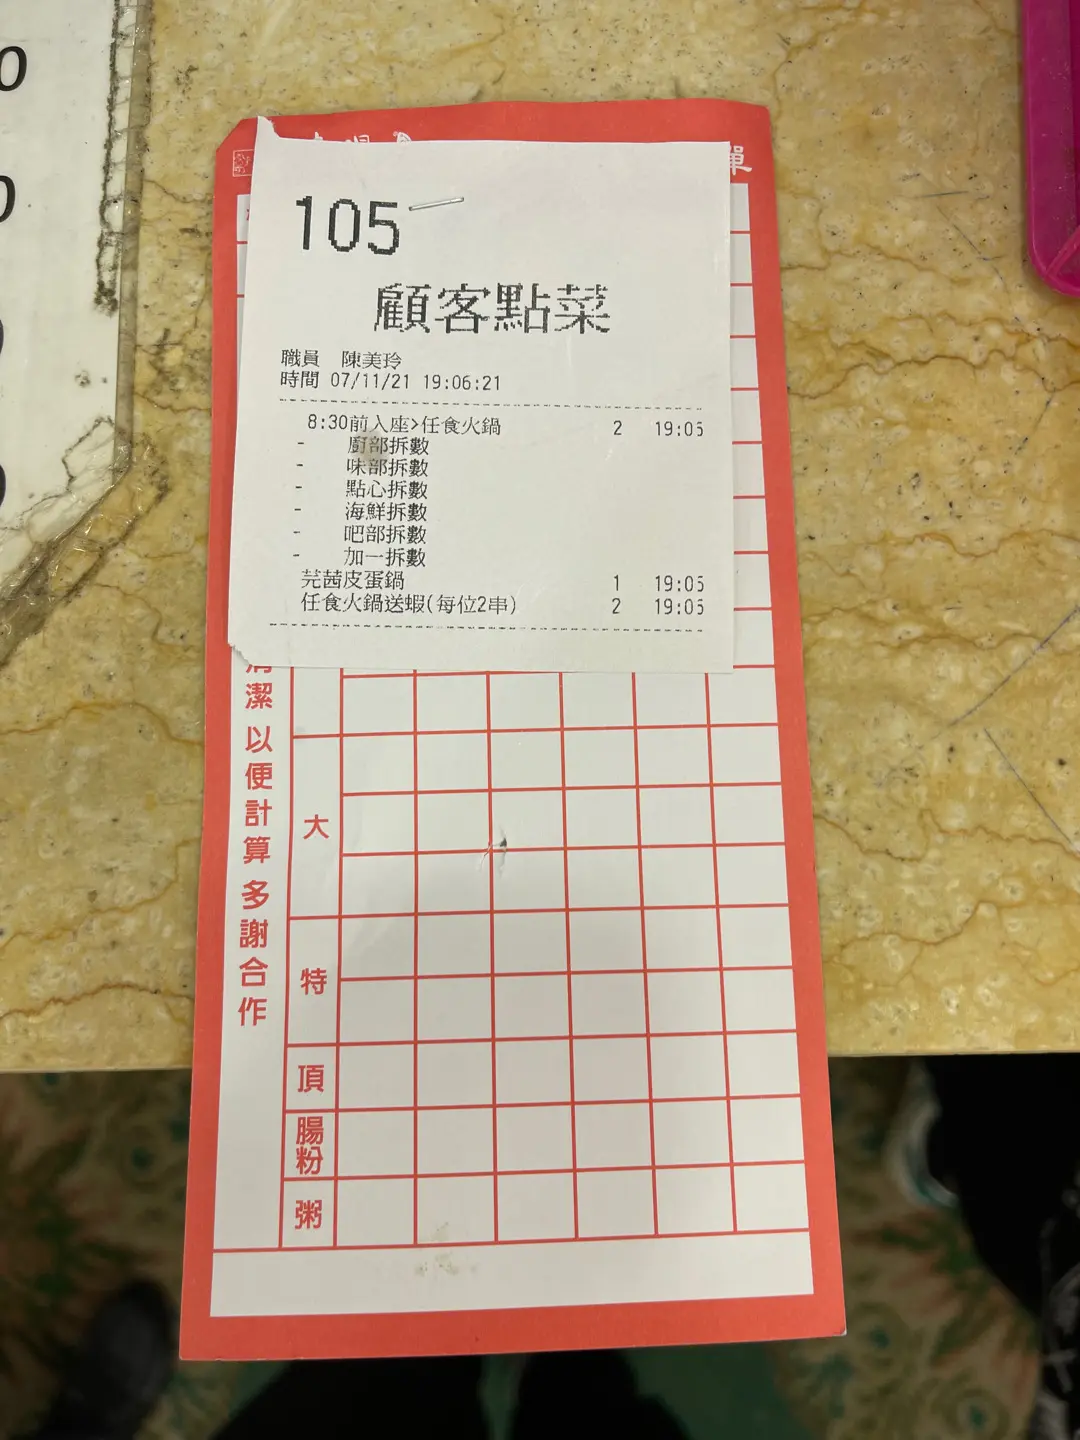 單
105
顧客點菜
職員 陳美玲
時間 07/11/21 19:06:21
8:30前入座>任食火鍋 2 19:05
- 廚部拆數
- 味部拆數
- 點心拆數
- 海鮮拆數
- 吧部拆數
- 加一拆數
芫茜皮蛋鍋 1 19:05
任食火鍋送蝦(每位2串) 2 19:05
潔 以便計算 多謝合作
大
特
頂
腸粉
粥